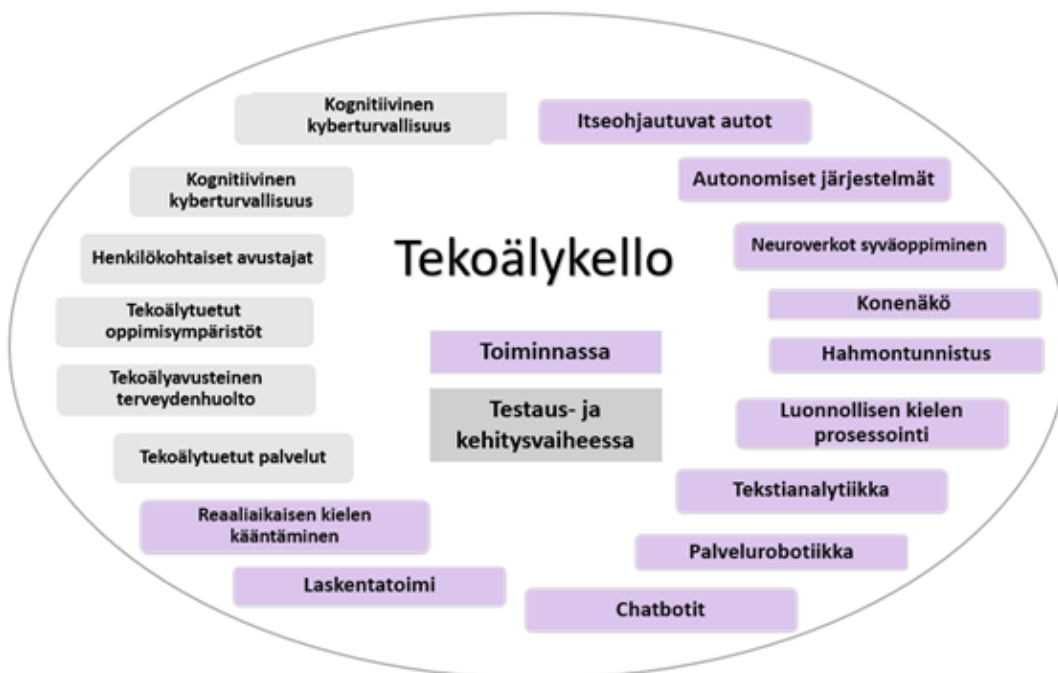 Kognitiivinen
kyberturvallisuus
Itseohjautuvat autot
Kognitiivinen
kyberturvallisuus
Autonomiset järjestelmät
Henkilökohtaiset avustajat
Tekoälykello
Neuroverkot syväoppiminen
Tekoälytuetut
oppimisympäristöt
Konenäkö
Toiminnassa
Hahmontunnistus
Tekoälyavusteinen
terveydenhuolto
Testaus- ja
kehitysvaiheessa
Luonnollisen kielen
prosessointi
Tekoälytuetut palvelut
Tekstianalytiikka
Reaaliaikaisen kielen
kääntäminen
Palvelurobotiikka
Laskentatoimi
Chatbotit